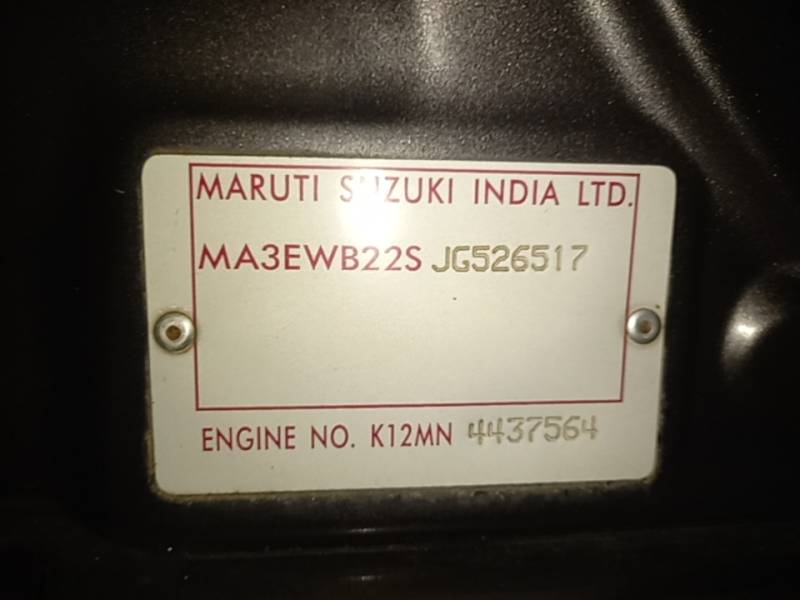 MARUTI SUZUKI INDIA LTD.
MA3EWB22S JG526517
ENGINE NO. K12MN 4437564